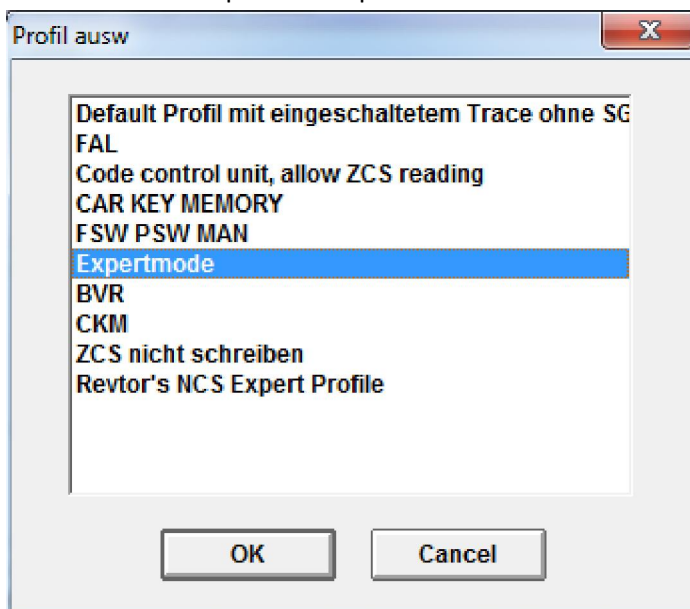 Profil ausw
Default Profil mit eingeschaltetem Trace ohne SG
FAL
Code control unit, allow ZCS reading
CAR KEY MEMORY
FSW PSW MAN
Expertmode
BVR
CKM
ZCS nicht schreiben
Revtor's NCS Expert Profile
OK Cancel